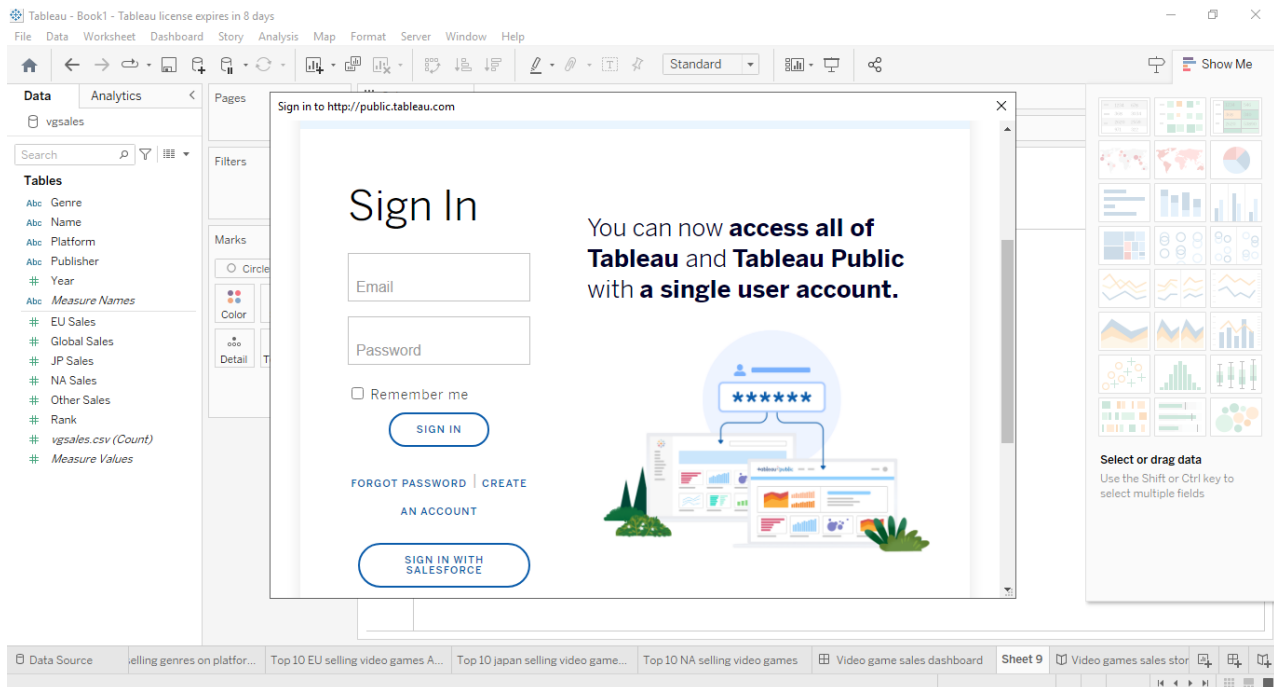 Tableau - Book1 - Tableau license expires in 8 days
File Data Worksheet Dashboard Story Analysis Map Format Server Window Help
Standard
Show Me
Data Analytics
Pages
vgsales
Search
Filters
Tables
Abc Genre
Abc Name
Abc Platform
Abc Publisher
# Year
Abc Measure Names
# EU Sales
# Global Sales
# JP Sales
# NA Sales
# Other Sales
# Rank
# vgsales.csv (Count)
# Measure Values
Marks
Circle
Color
Detail
Sign in to http://public.tableau.com
Sign In
Email
Password
Remember me
SIGN IN
FORGOT PASSWORD | CREATE
AN ACCOUNT
SIGN IN WITH
SALESFORCE
You can now access all of
Tableau and Tableau Public
with a single user account.
******
Select or drag data
Use the Shift or Ctrl key to
select multiple fields
Data Source
elling genres on platfor...
Top 10 EU selling video games A...
Top 10 japan selling video game...
Top 10 NA selling video games
Video game sales dashboard
Sheet 9
Video games sales stor